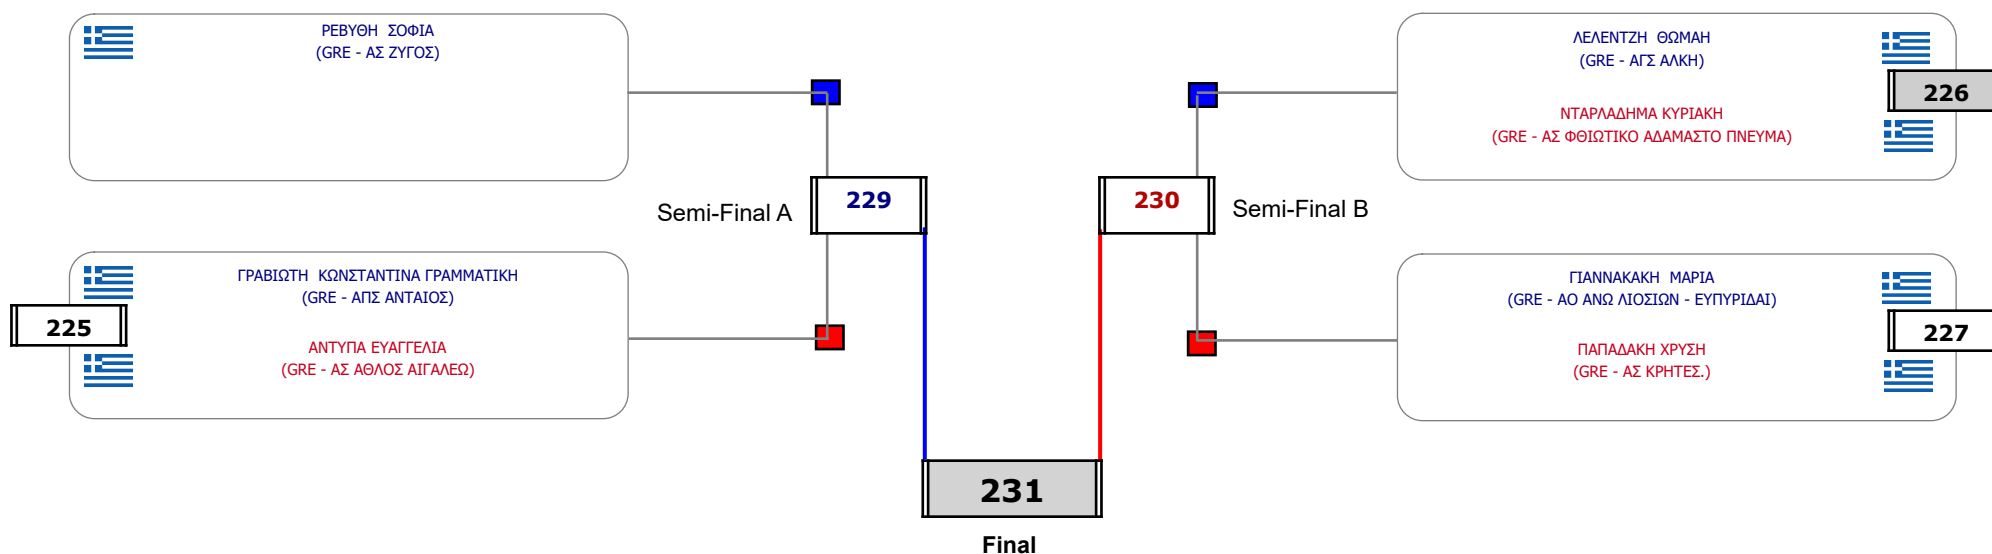 ΡΕΒΥΘΗ ΣΟΦΙΑ
(GRE - ΑΣ ΖΥΓΟΣ)
ΓΡΑΒΙΩΤΗ ΚΩΝΣΤΑΝΤΙΝΑ ΓΡΑΜΜΑΤΙΚΗ
(GRE - ΑΠΣ ΑΝΤΑΙΟΣ)
225
ΑΝΤΥΠΑ ΕΥΑΓΓΕΛΙΑ
(GRE - ΑΣ ΑΘΛΟΣ ΑΙΓΑΛΕΩ)
Semi-Final A
229
230
Semi-Final B
ΛΕΛΕΝΤΖΗ ΘΩΜΑΗ
(GRE - ΑΓΣ ΑΛΚΗ)
226
ΝΤΑΡΛΑΔΗΜΑ ΚΥΡΙΑΚΗ
(GRE - ΑΣ ΦΘΙΩΤΙΚΟ ΑΔΑΜΑΣΤΟ ΠΝΕΥΜΑ)
ΓΙΑΝΝΑΚΑΚΗ ΜΑΡΙΑ
(GRE - ΑΟ ΑΝΩ ΛΙΟΣΙΩΝ - ΕΥΠΥΡΙΔΑΙ)
227
ΠΑΠΑΔΑΚΗ ΧΡΥΣΗ
(GRE - ΑΣ ΚΡΗΤΕΣ.)
231
Final